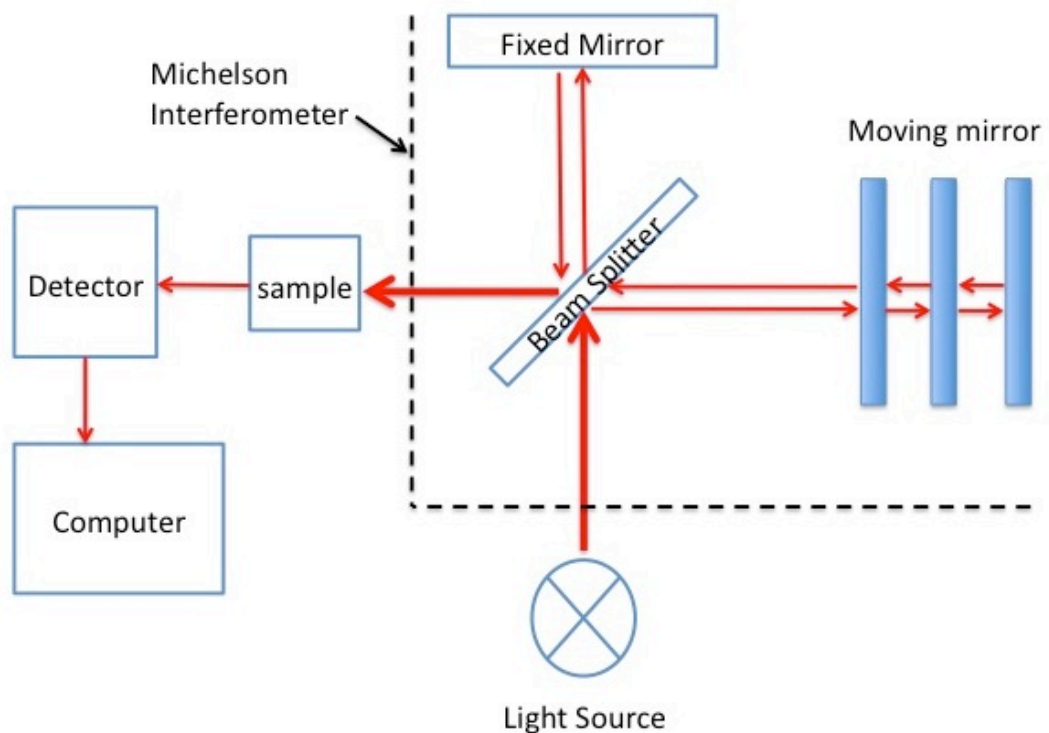 Fixed Mirror
Michelson
Interferometer
Moving mirror
Detector
sample
Beam Splitter
Computer
Light Source